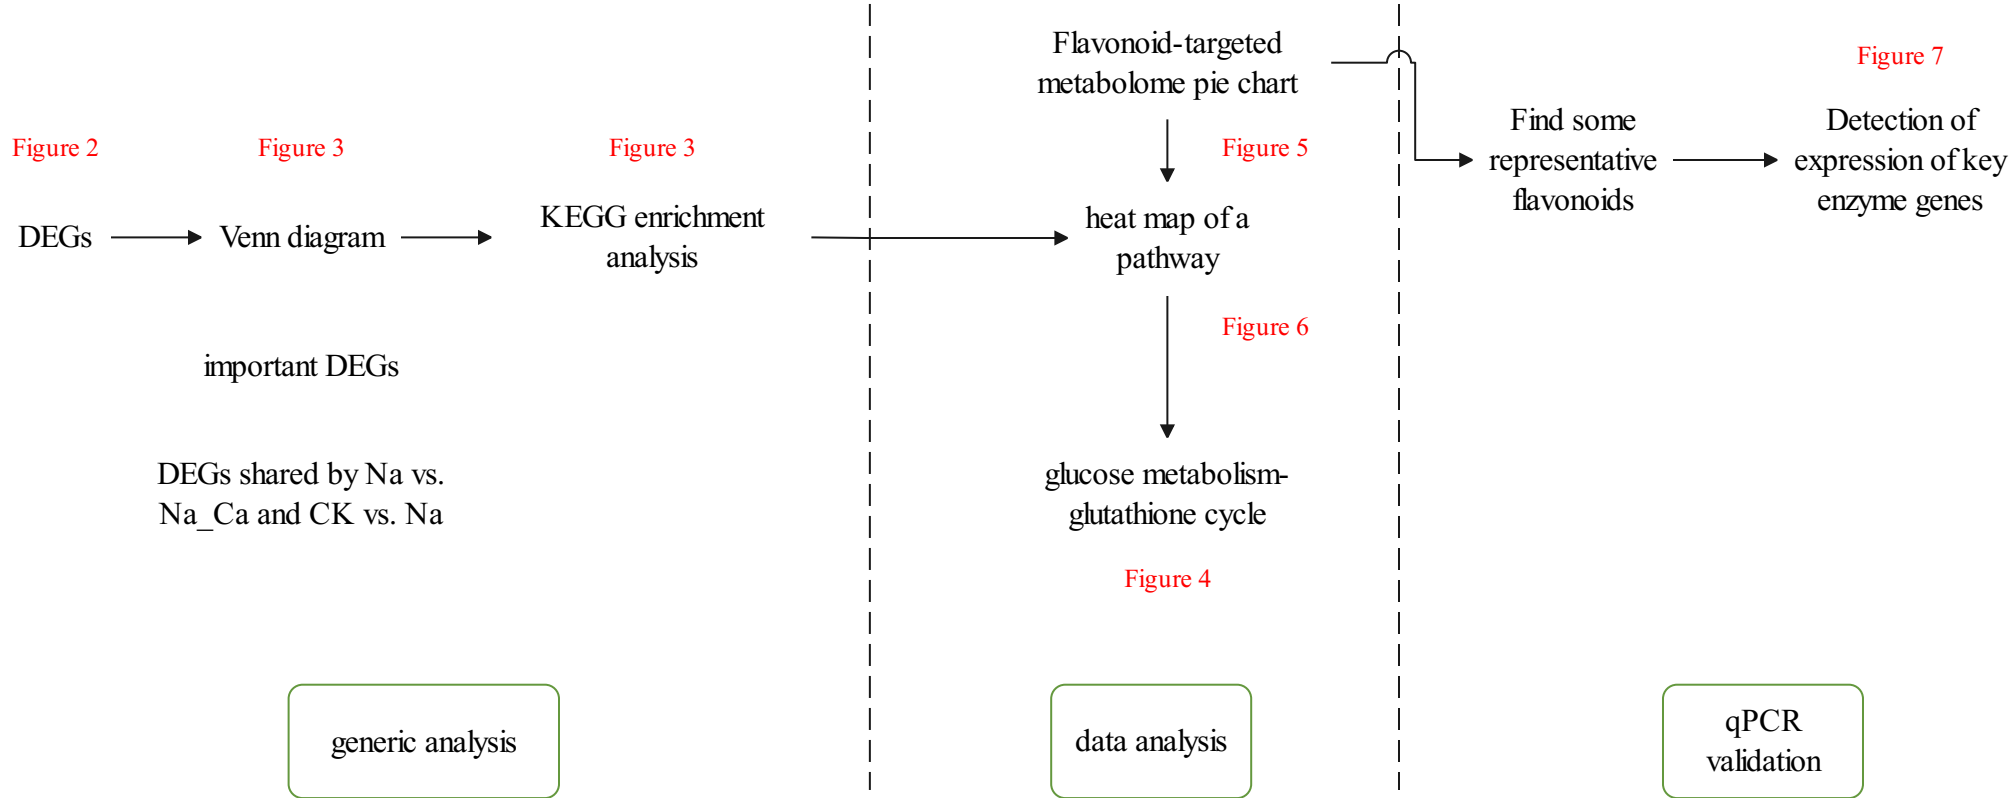 Figure 2
DEGs
Figure 3
Venn diagram
Figure 3
KEGG enrichment
analysis
important DEGs
DEGs shared by Na vs.
Na_Ca and CK vs. Na
generic analysis
Flavonoid-targeted
metabolome pie chart
Figure 5
heat map of a
pathway
Figure 6
glucose metabolism-
glutathione cycle
Figure 4
data analysis
Find some
representative
flavonoids
Figure 7
Detection of
expression of key
enzyme genes
qPCR
validation